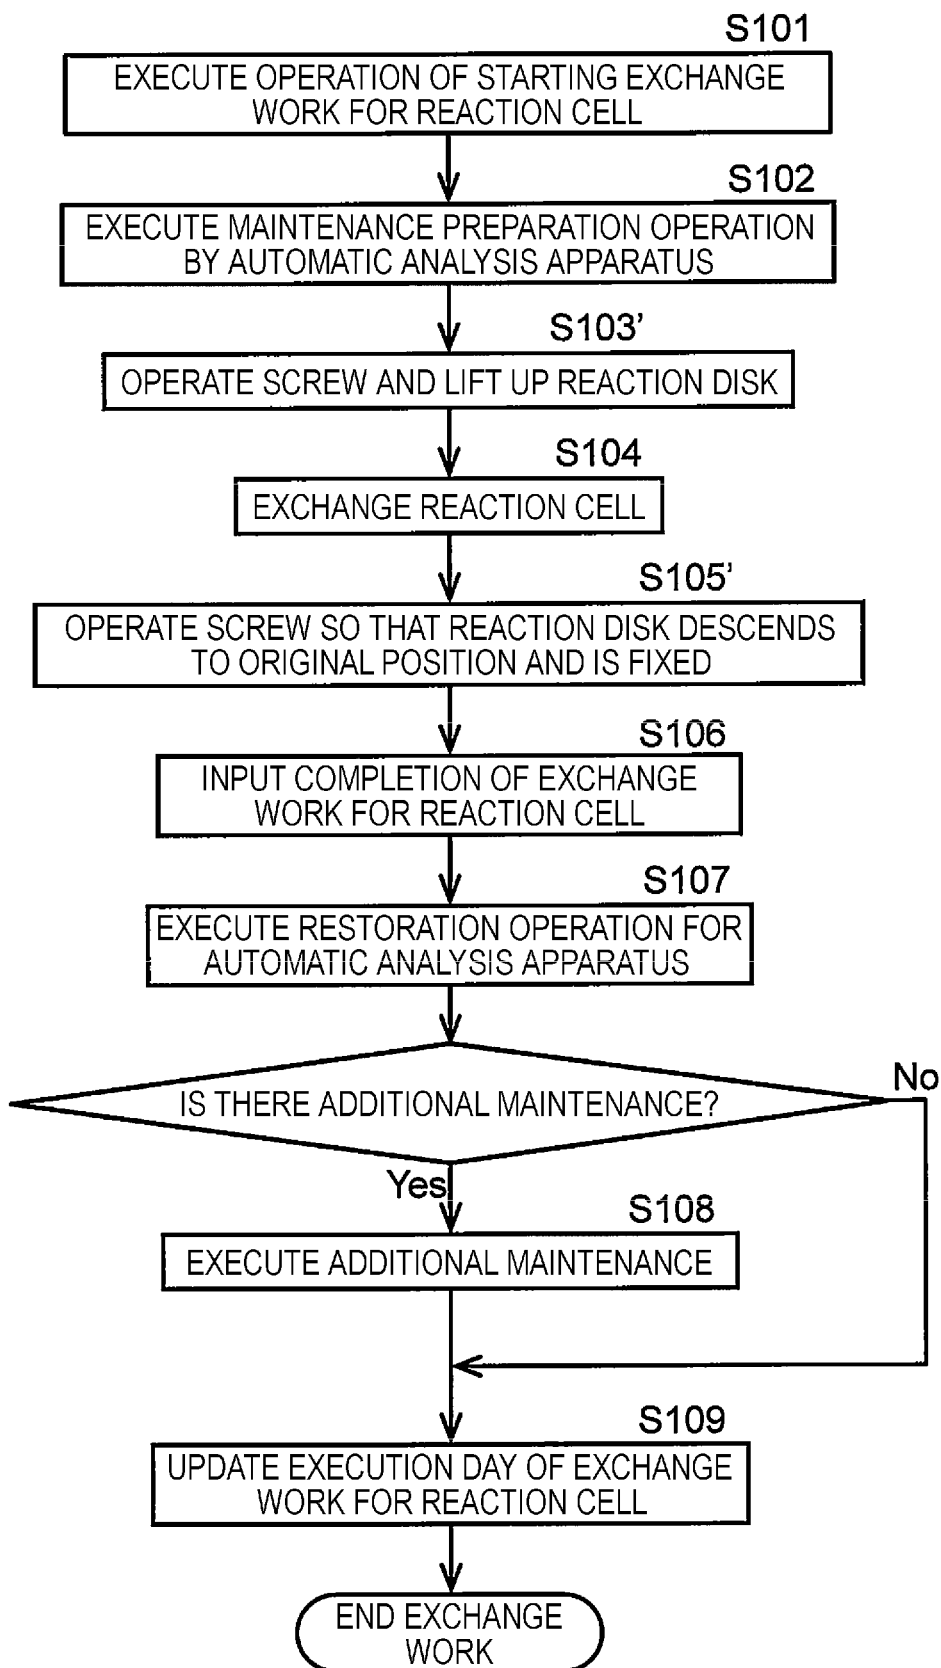 S101
EXECUTE OPERATION OF STARTING EXCHANGE
WORK FOR REACTION CELL
S102
EXECUTE MAINTENANCE PREPARATION OPERATION
BY AUTOMATIC ANALYSIS APPARATUS
S103’
OPERATE SCREW AND LIFT UP REACTION DISK
S104
EXCHANGE REACTION CELL
S105’
OPERATE SCREW SO THAT REACTION DISK DESCENDS
TO ORIGINAL POSITION AND IS FIXED
S106
INPUT COMPLETION OF EXCHANGE
WORK FOR REACTION CELL
S107
EXECUTE RESTORATION OPERATION FOR
AUTOMATIC ANALYSIS APPARATUS
No
IS THERE ADDITIONAL MAINTENANCE?
Yes
S108
EXECUTE ADDITIONAL MAINTENANCE
S109
UPDATE EXECUTION DAY OF EXCHANGE
WORK FOR REACTION CELL
END EXCHANGE
WORK